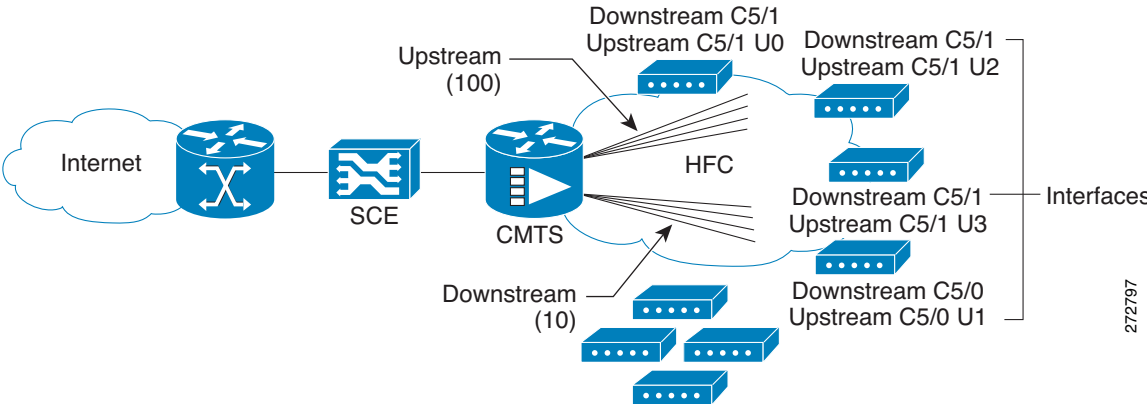 Downstream C5/1
Upstream C5/1 U0
Downstream C5/1
Upstream C5/1 U2
Upstream
(100)
Internet
HFC
SCE
CMTS
Downstream C5/1
Upstream C5/1 U3
Interfaces
Downstream
(10)
Downstream C5/0
Upstream C5/0 U1
272797